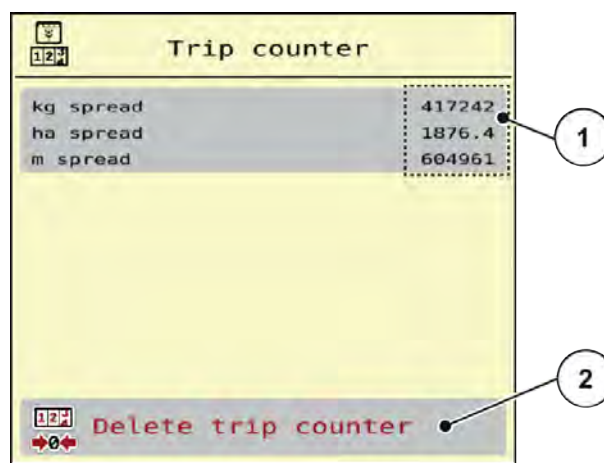 Trip counter
kg spread 417242
ha spread 1876.4
m spread 604961
1
Delete trip counter
2